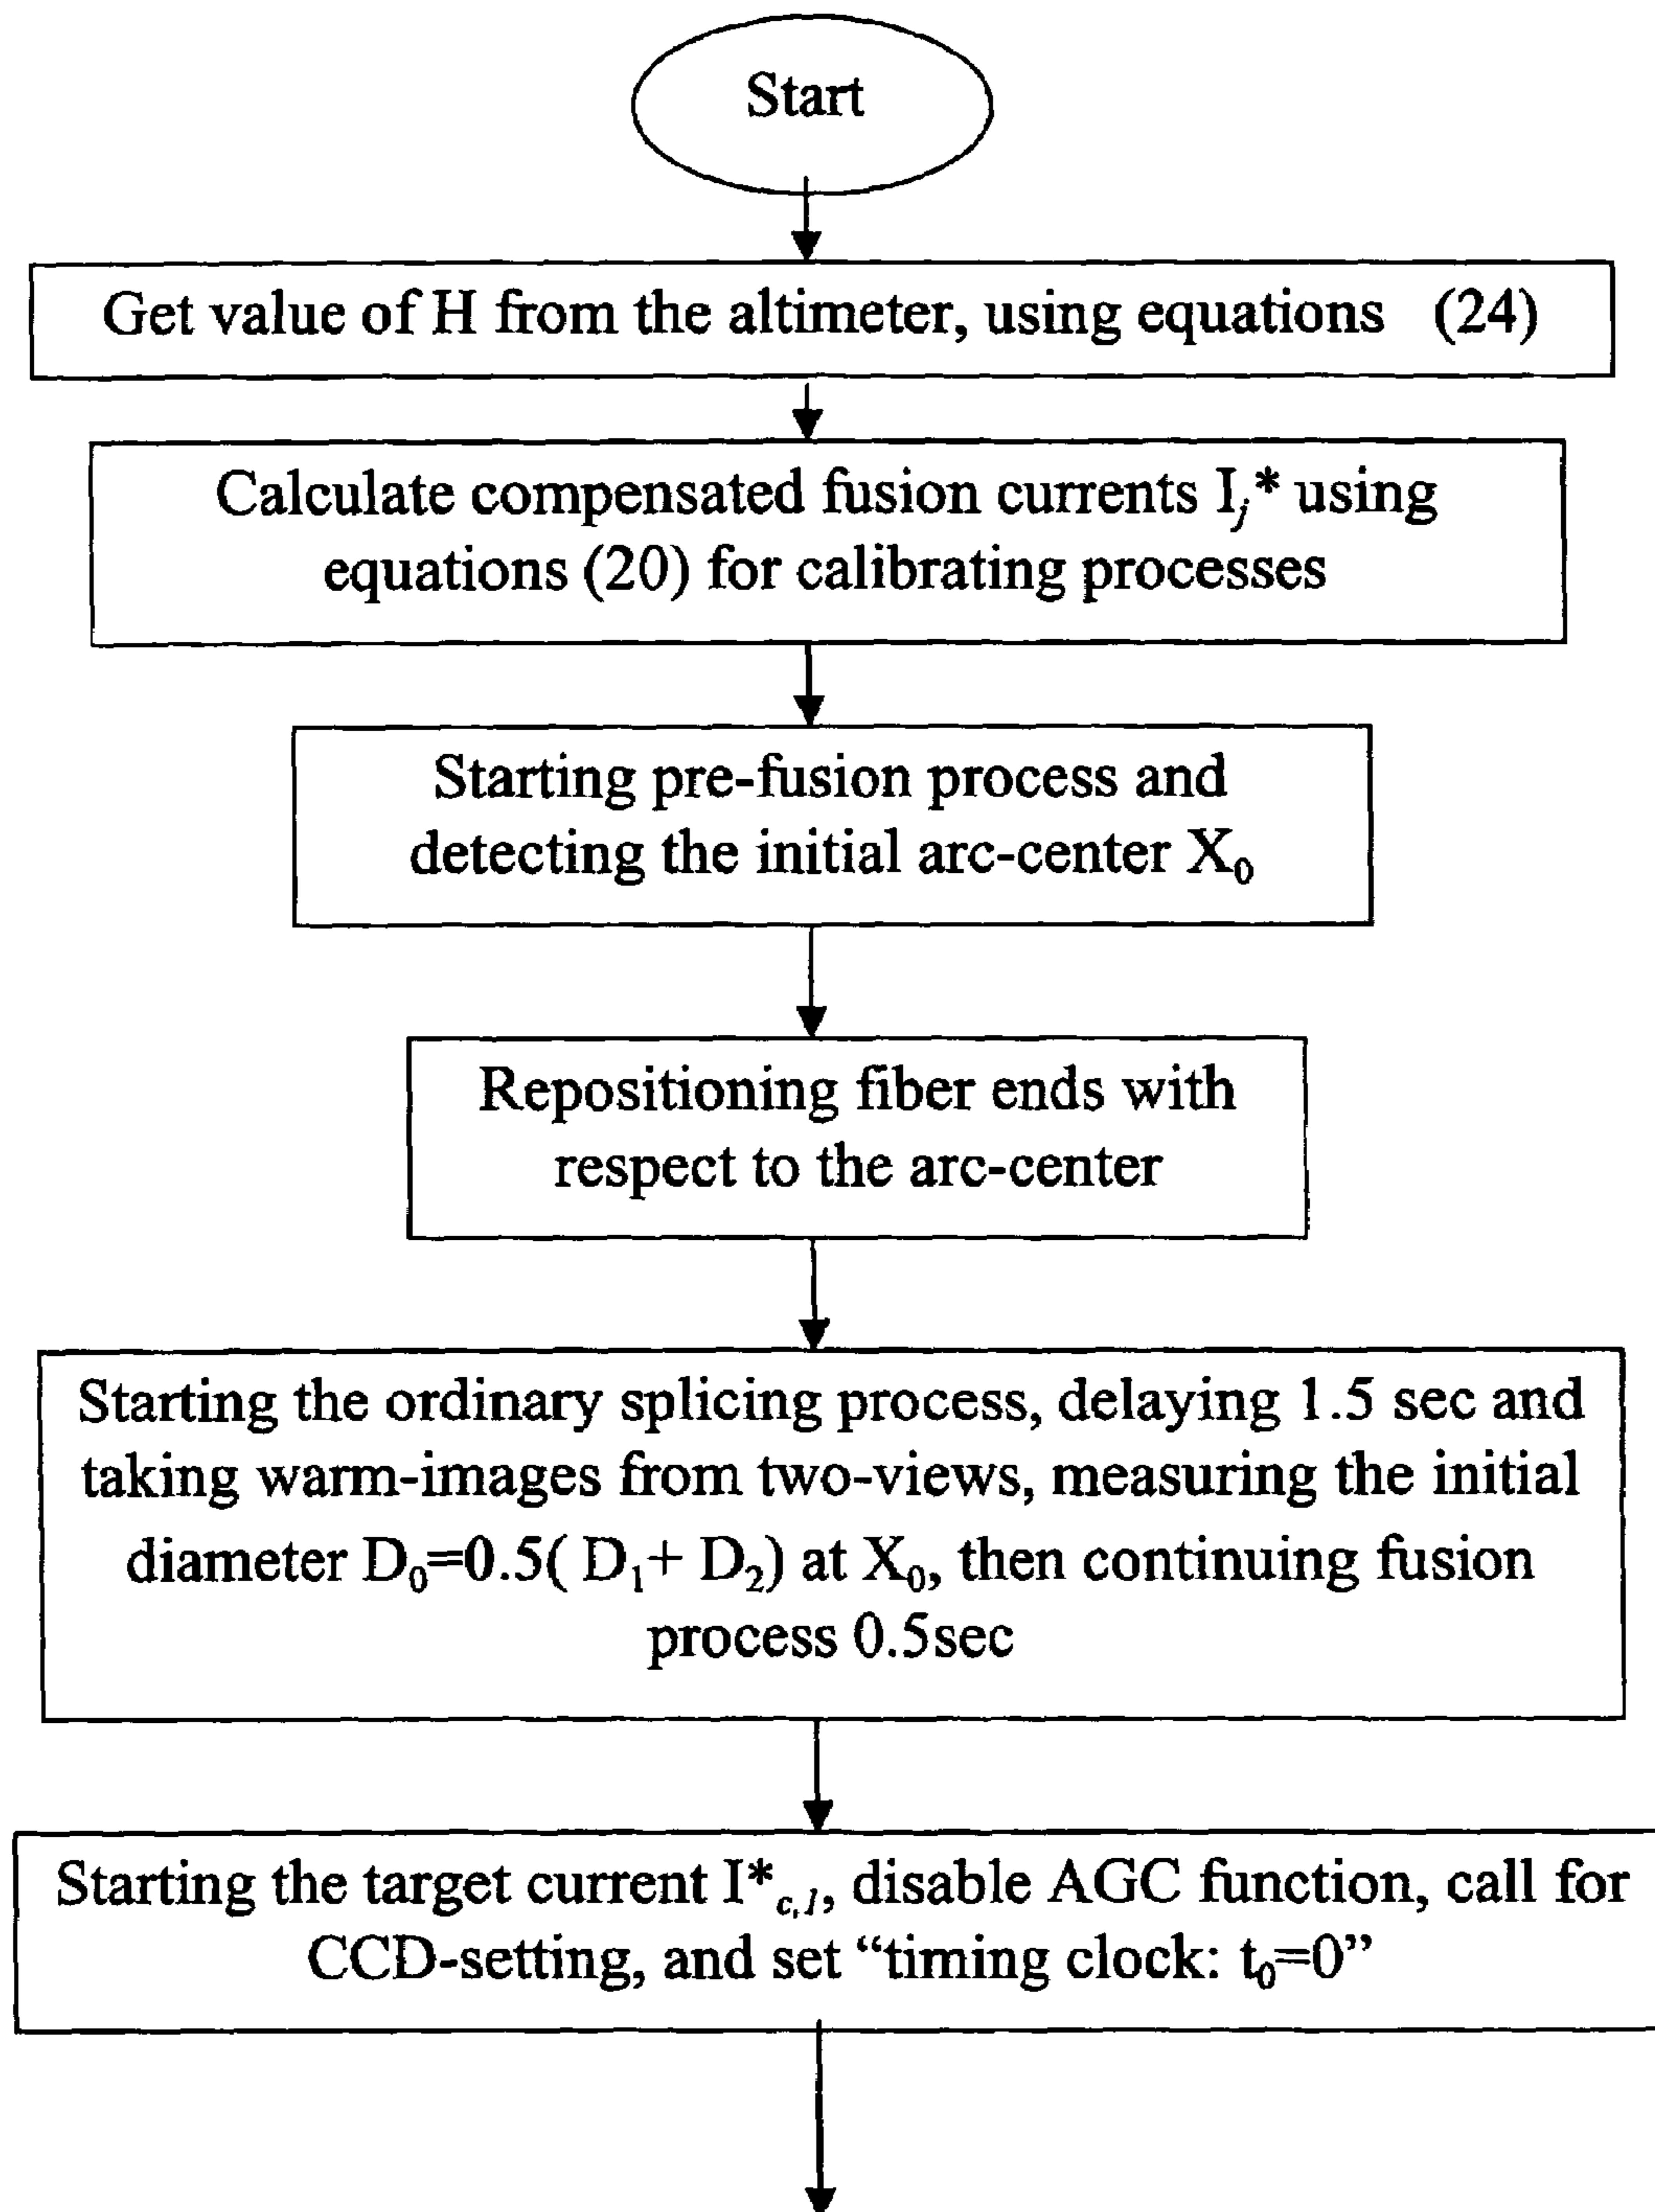 Start
Get value of H from the altimeter, using equations (24)
Calculate compensated fusion currents Iⱼ* using
equations (20) for calibrating processes
Starting pre-fusion process and
detecting the initial arc-center X₀
Repositioning fiber ends with
respect to the arc-center
Starting the ordinary splicing process, delaying 1.5 sec and
taking warm-images from two-views, measuring the initial
diameter D₀=0.5( D₁+ D₂) at X₀, then continuing fusion
process 0.5sec
Starting the target current I*c,l, disable AGC function, call for
CCD-setting, and set “timing clock: t₀=0”